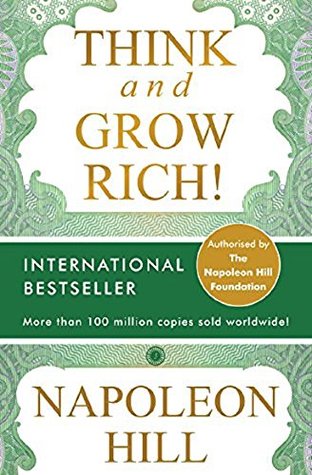 THINK
and
GROW
RICH!
INTERNATIONAL
BESTSELLER
Authorised by
The
Napoleon Hill
Foundation
More than 100 million copies sold worldwide!
NAPOLEON
HILL